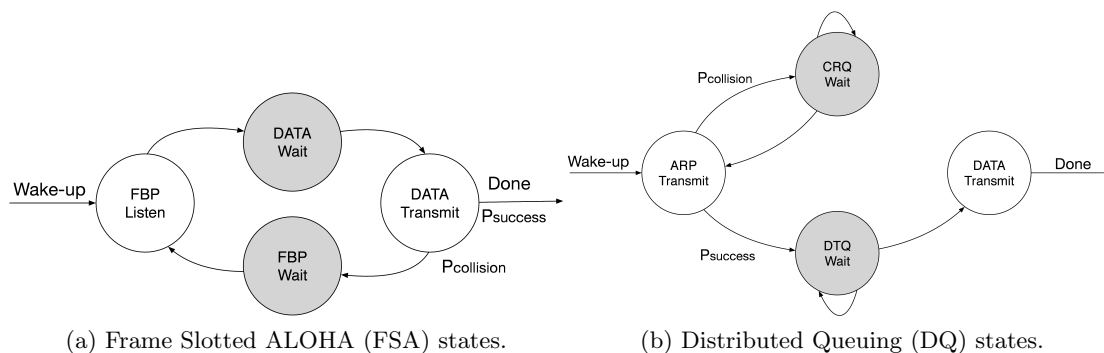 Wake-up
FBP
Listen
DATA
Wait
DATA
Transmit
Done
Psuccess
FBP
Wait
Pcollision
(a) Frame Slotted ALOHA (FSA) states.
Wake-up
ARP
Transmit
Pcollision
CRQ
Wait
Psuccess
DTQ
Wait
DATA
Transmit
Done
(b) Distributed Queuing (DQ) states.